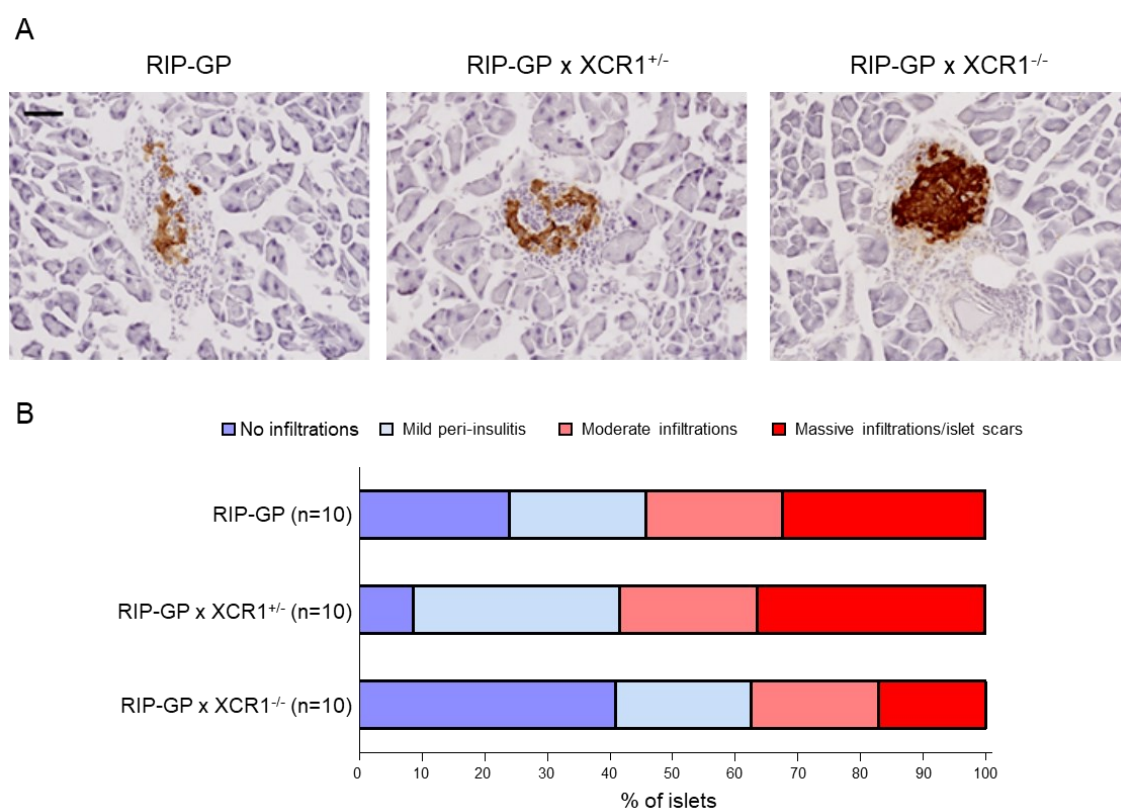 A
RIP-GP
RIP-GP x XCR1+/-
RIP-GP x XCR1-/-
B
No infiltrations
Mild peri-insulitis
Moderate infiltrations
Massive infiltrations/islet scars
RIP-GP (n=10)
RIP-GP x XCR1+/- (n=10)
RIP-GP x XCR1-/- (n=10)
0 10 20 30 40 50 60 70 80 90 100
% of islets